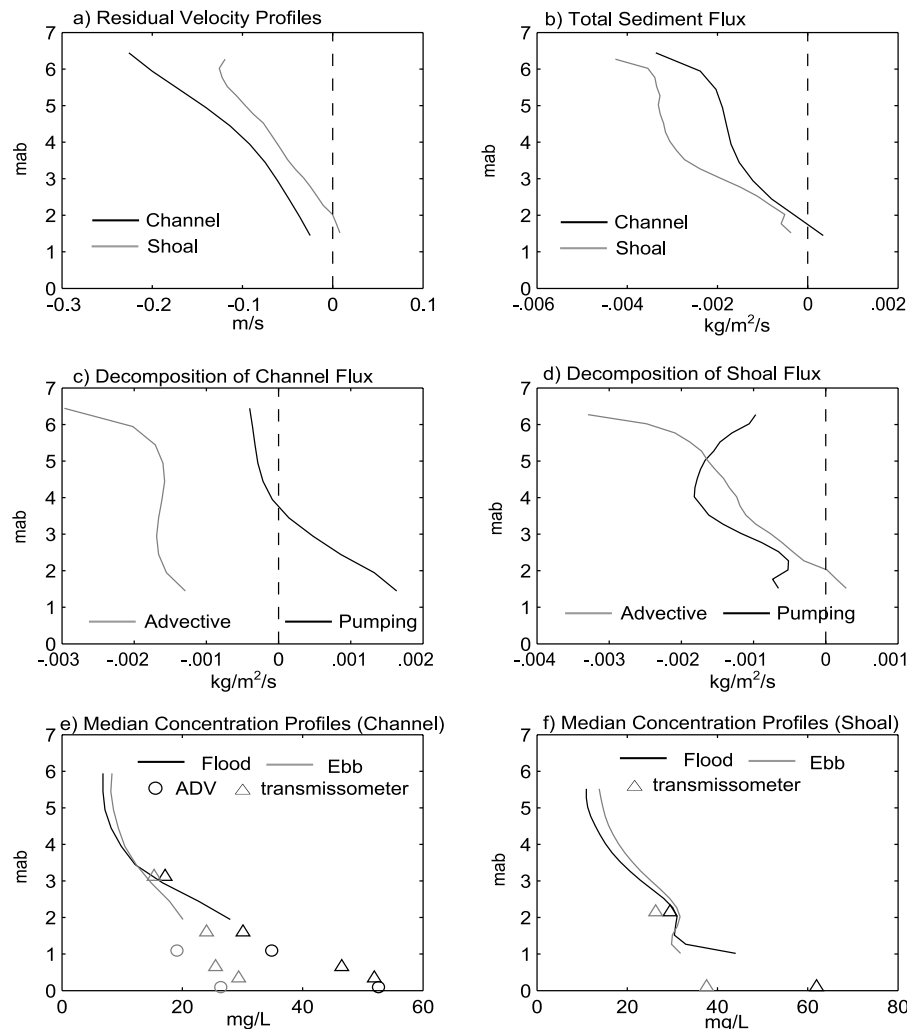 a) Residual Velocity Profiles
7
6
5
4
3
2
1
0
mab
Channel
Shoal
-0.3 -0.2 -0.1 0 0.1
m/s
b) Total Sediment Flux
7
6
5
4
3
2
1
0
mab
Channel
Shoal
-0.006 -.004 -.002 0 .002
kg/m²/s
c) Decomposition of Channel Flux
7
6
5
4
3
2
1
0
mab
Advective Pumping
-.003 -.002 -.001 0 .001 .002
kg/m²/s
d) Decomposition of Shoal Flux
7
6
5
4
3
2
1
0
mab
Advective Pumping
-.004 -.003 -.002 -.001 0 .001
kg/m²/s
e) Median Concentration Profiles (Channel)
7
6
5
4
3
2
1
0
mab
Flood Ebb
ADV transmissometer
0 20 40 60
mg/L
f) Median Concentration Profiles (Shoal)
7
6
5
4
3
2
1
0
mab
Flood Ebb
transmissometer
0 20 40 60 80
mg/L